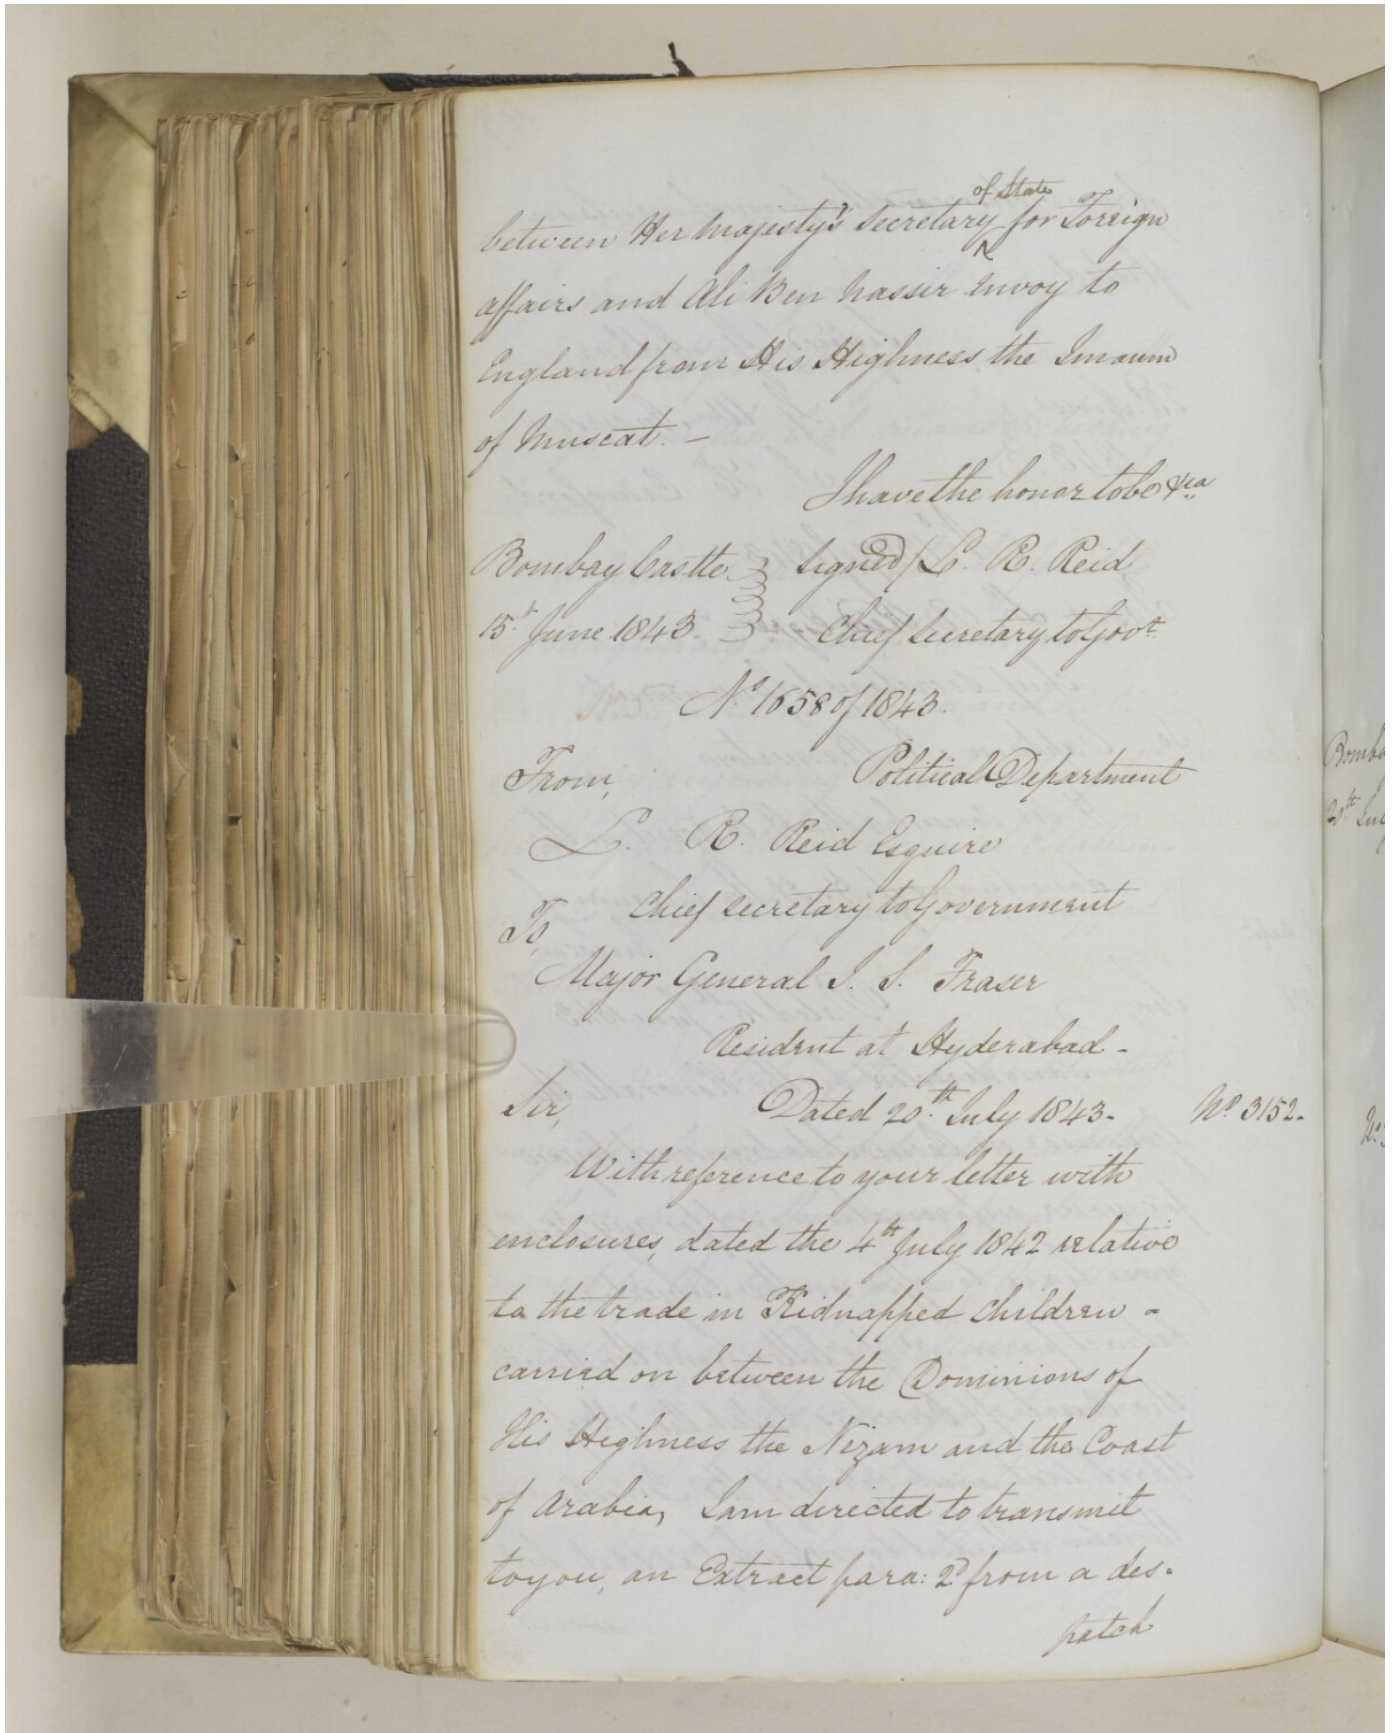 between Her Majesty's Secretary of State for Foreign
affairs and Ali Ben Nassir Envoy to
England from His Highness the Imaum
of Muscat. —
I have the honor to be &ca
Bombay Castle signed/ L. R. Reid
15th June 1843. Chief Secretary to Govt.
No. 1658 of 1843.
From, Political Department
L. R. Reid Esquire
Chief Secretary to Government
To,
Major General J. S. Fraser
Resident at Hyderabad -
Sir, Dated 20th July 1843. No. 3152.
With reference to your letter with
enclosures, dated the 4th July 1842 relative
to the trade in Kidnapped Children -
carried on between the Dominions of
His Highness the Nizam and the Coast
of Arabia, I am directed to transmit
to you, an Extract para: 2d from a des-
patch